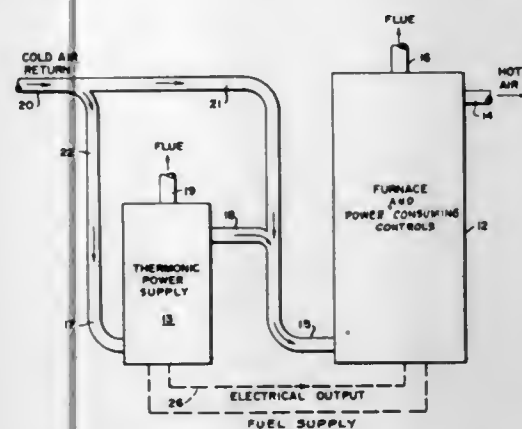 FLUE
16
COLD AIR
RETURN
HOT
AIR
14
20
21
22
FLUE
19
18
FURNACE
AND
POWER CONSUMING
CONTROLS
12
THERMONIC
POWER
SUPPLY
13
17
15
26
ELECTRICAL OUTPUT
FUEL SUPPLY